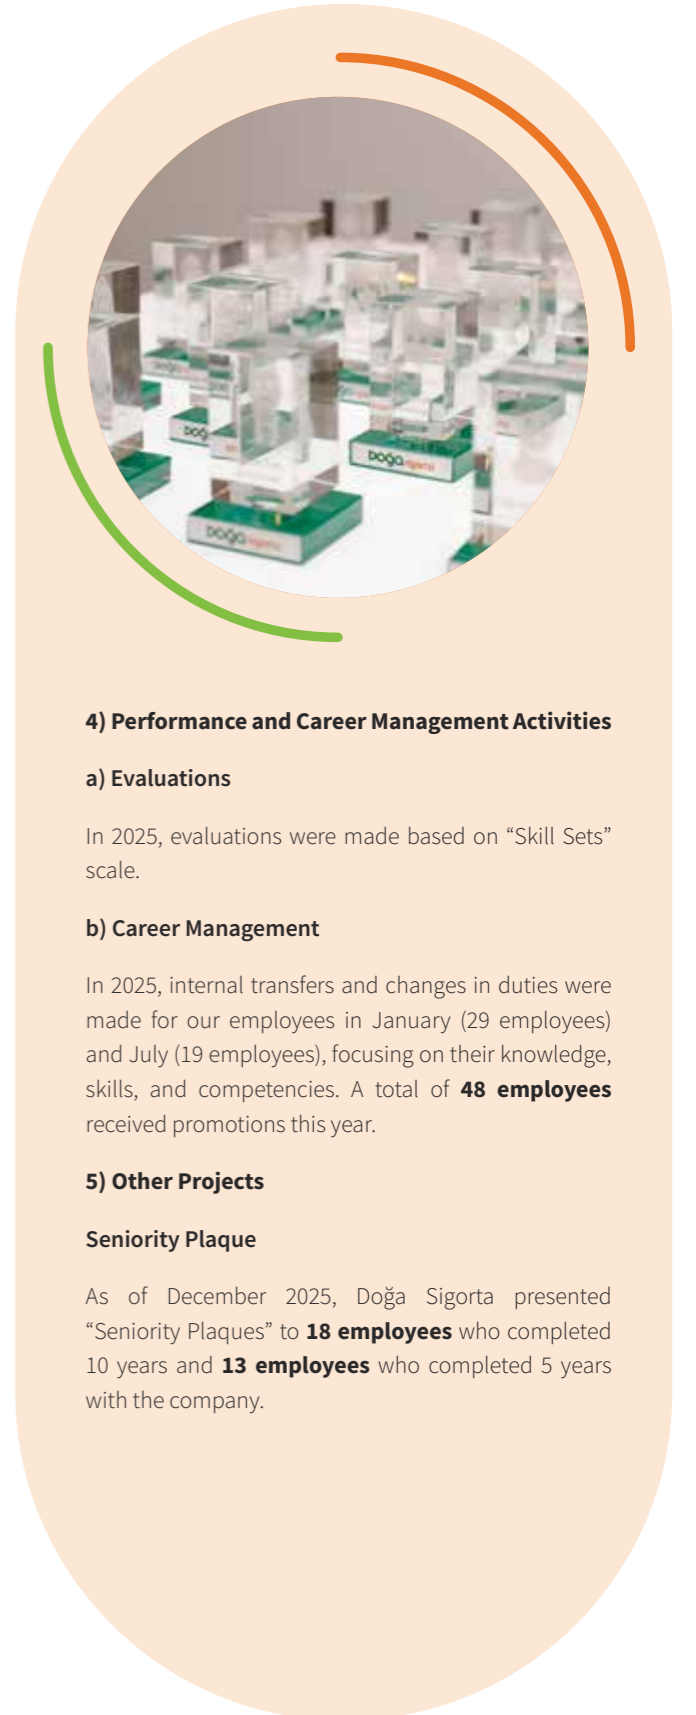 DOĞA sigorta
DOĞA sigorta
4) Performance and Career Management Activities
a) Evaluations
In 2025, evaluations were made based on “Skill Sets”
scale.
b) Career Management
In 2025, internal transfers and changes in duties were
made for our employees in January (29 employees)
and July (19 employees), focusing on their knowledge,
skills, and competencies. A total of 48 employees
received promotions this year.
5) Other Projects
Seniority Plaque
As of December 2025, Doğa Sigorta presented
“Seniority Plaques” to 18 employees who completed
10 years and 13 employees who completed 5 years
with the company.